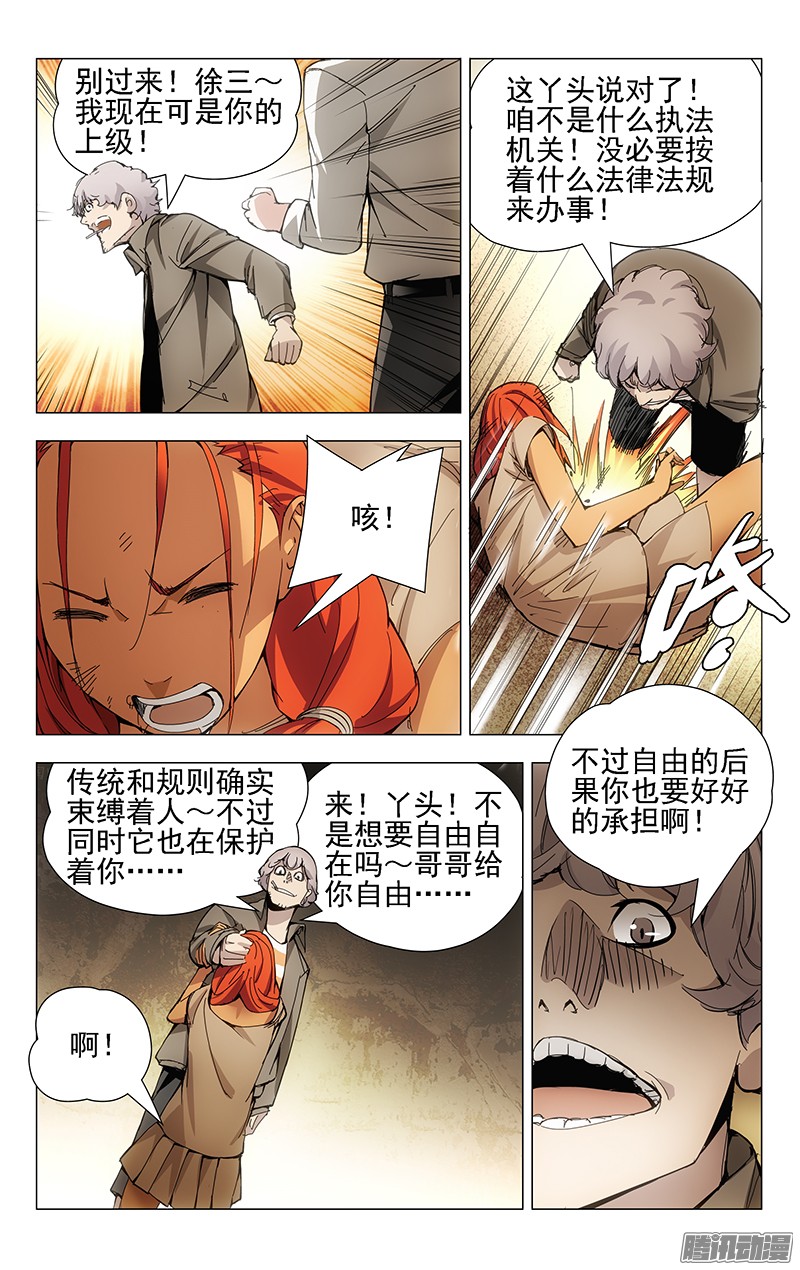 别过来！徐三～
我现在可是你的
上级！
这丫头说对了！
咱不是什么执法
机关！没必要按
着什么法律法规
来办事！
咳！
咚
传统和规则确实
束缚着人～不过
同时它也在保护
着你……
来！丫头！不
是想要自由自
在吗～哥哥给
你自由……
啊！
不过自由的后
果你也要好好
的承担啊！
腾讯动漫